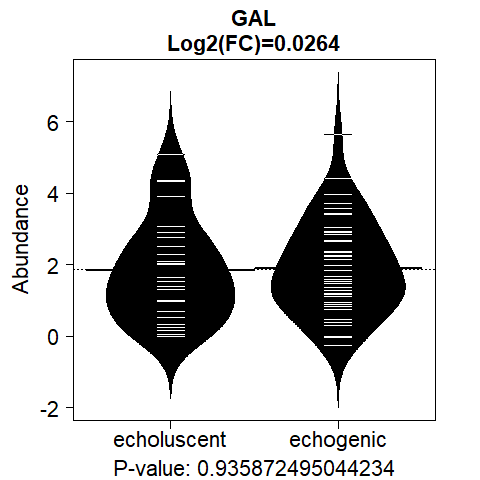 GAL
Log2(FC)=0.0264
Abundance
6
4
2
0
-2
echoluscent echogenic
P-value: 0.935872495044234